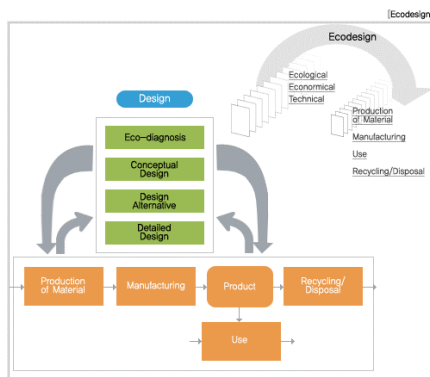 [Ecodesign
Ecodesign
Ecological
Econormical
Technical
Production
of Material
Manufacturing
Use
Recycling/Disposal
Design
Eco-diagnosis
Conceptual
Design
Design
Alternative
Detailed
Design
Production
of Material
Manufacturing
Product
Recycling/
Disposal
Use